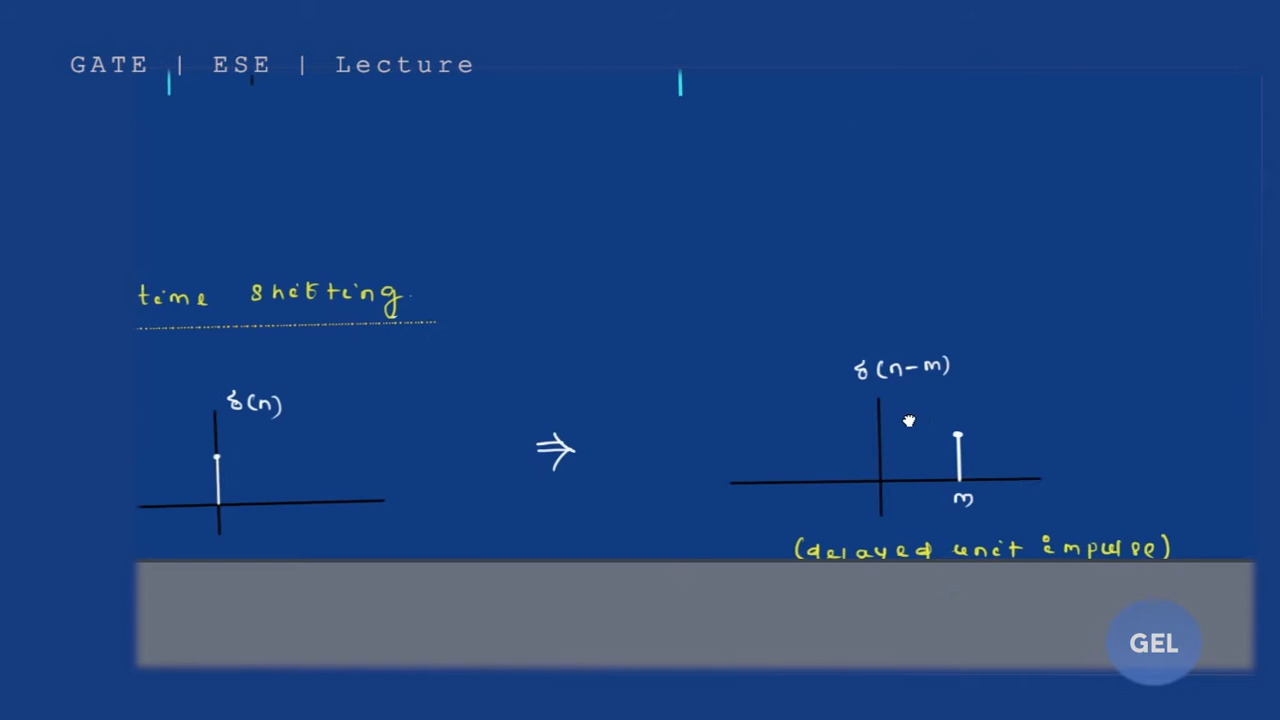 GATE | ESE | Lecture
time shifting.
δ(n)
⇒
δ(n-m)
m
(delayed unit impulse)
GEL